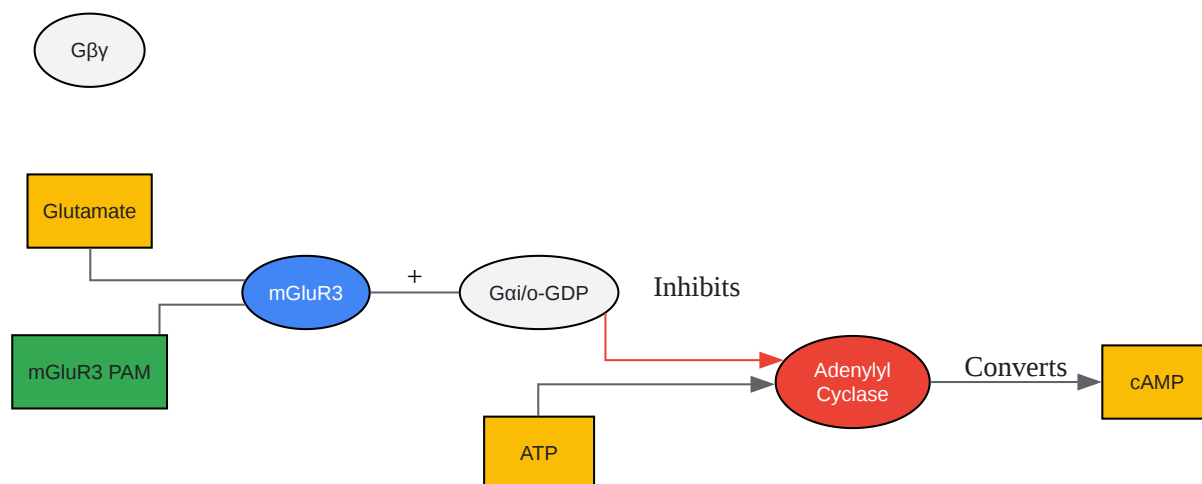 Gβγ
Glutamate
mGluR3
+
Gαi/o-GDP
Inhibits
mGluR3 PAM
Adenylyl
Cyclase
Converts
cAMP
ATP